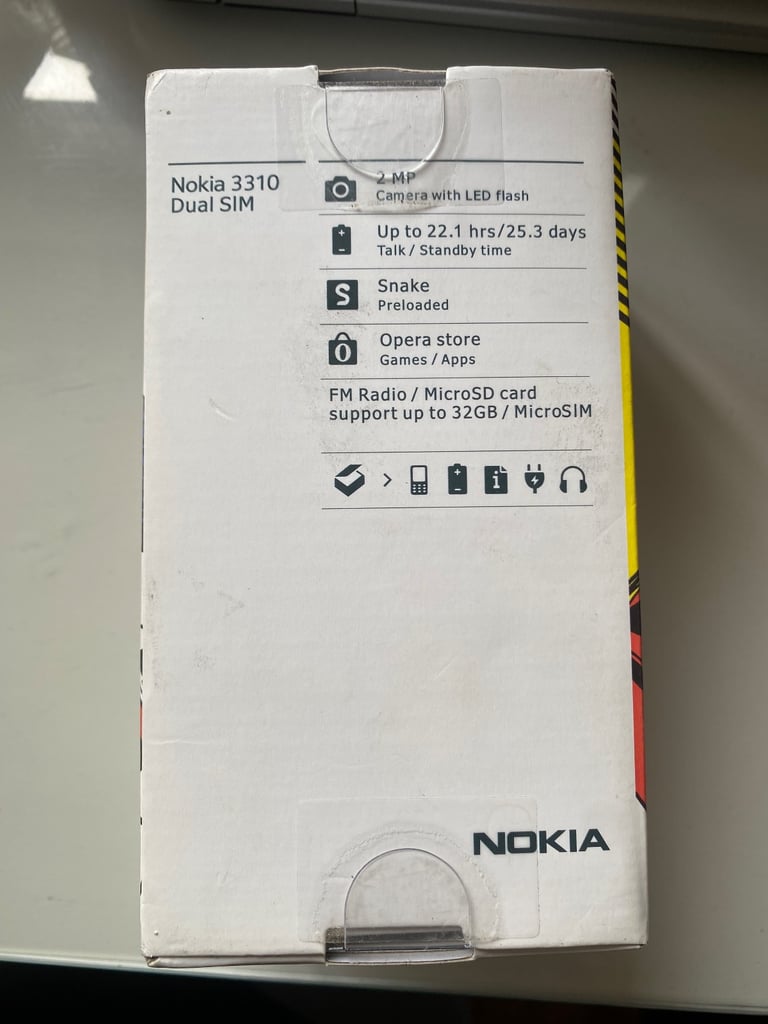 Nokia 3310
Dual SIM
2 MP
Camera with LED flash
Up to 22.1 hrs/25.3 days
Talk / Standby time
S
Snake
Preloaded
Opera store
Games / Apps
FM Radio / MicroSD card
support up to 32GB / MicroSIM
NOKIA